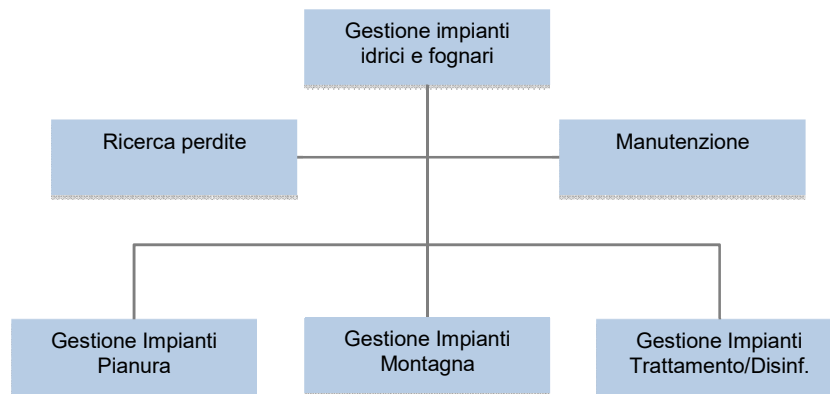 Gestione impianti
idrici e fognari
Ricerca perdite
Manutenzione
Gestione Impianti
Pianura
Gestione Impianti
Montagna
Gestione Impianti
Trattamento/Disinf.